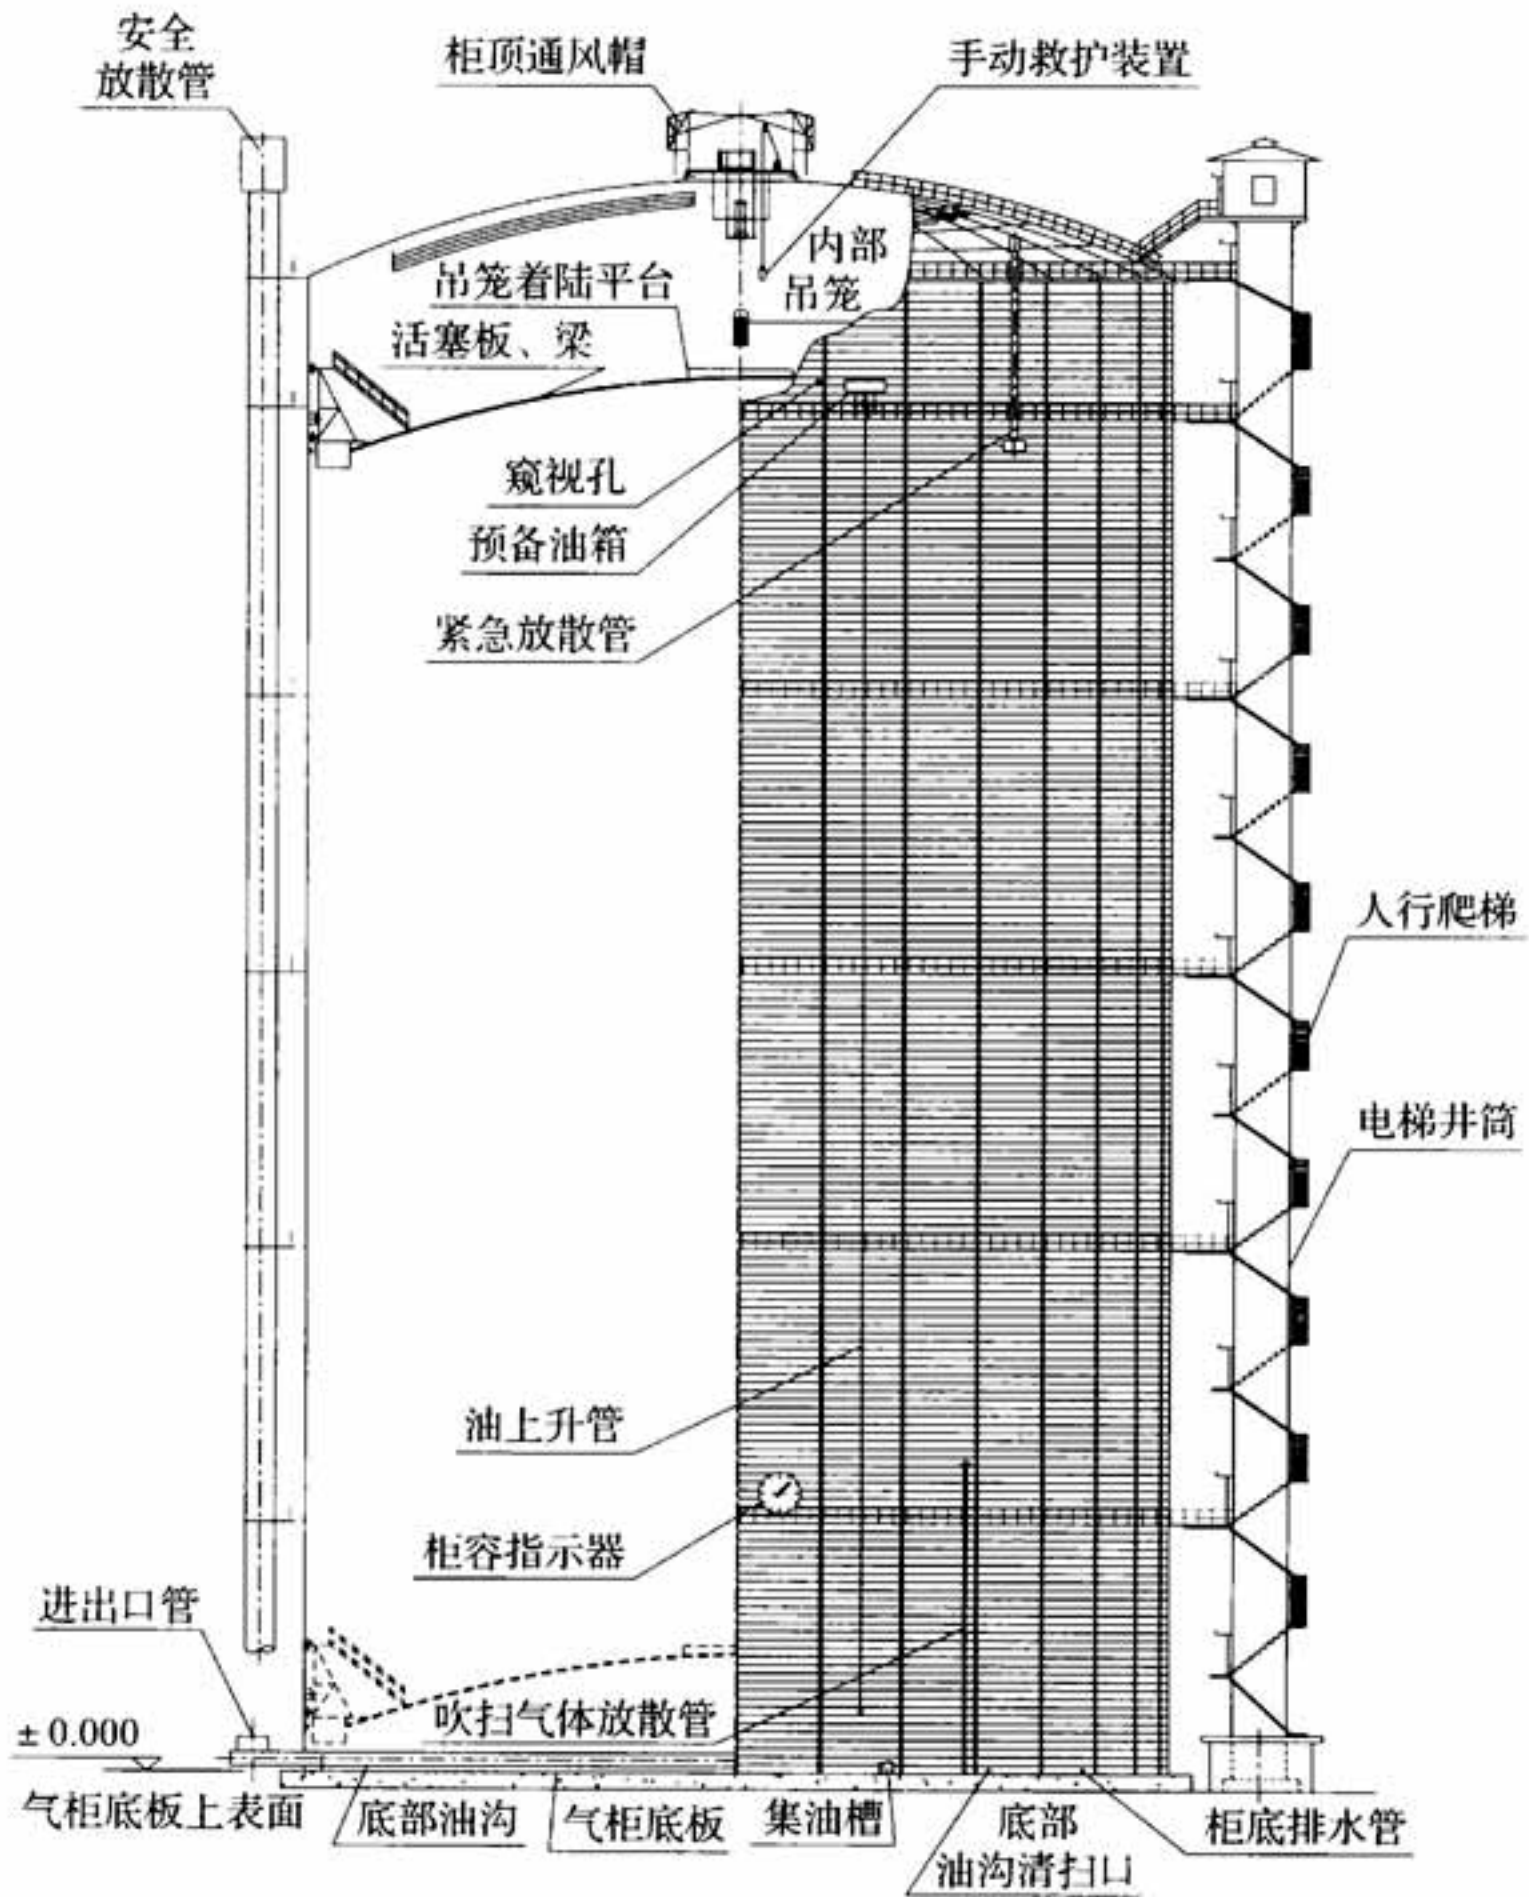 安全
放散管
柜顶通风帽
手动救护装置
内部
吊笼
吊笼着陆平台
活塞板、梁
窥视孔
预备油箱
紧急放散管
人行爬梯
电梯井筒
油上升管
柜容指示器
进出口管
吹扫气体放散管
± 0.000
气柜底板上表面
底部油沟
气柜底板
集油槽
底部
油沟清扫口
柜底排水管